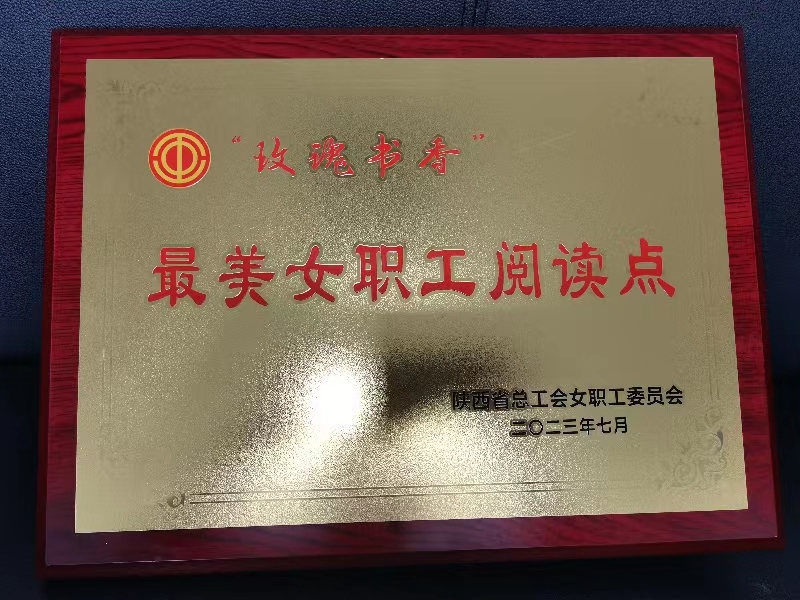 “玫瑰书香”
最美女职工阅读点
陕西省总工会女职工委员会
二〇二三年七月